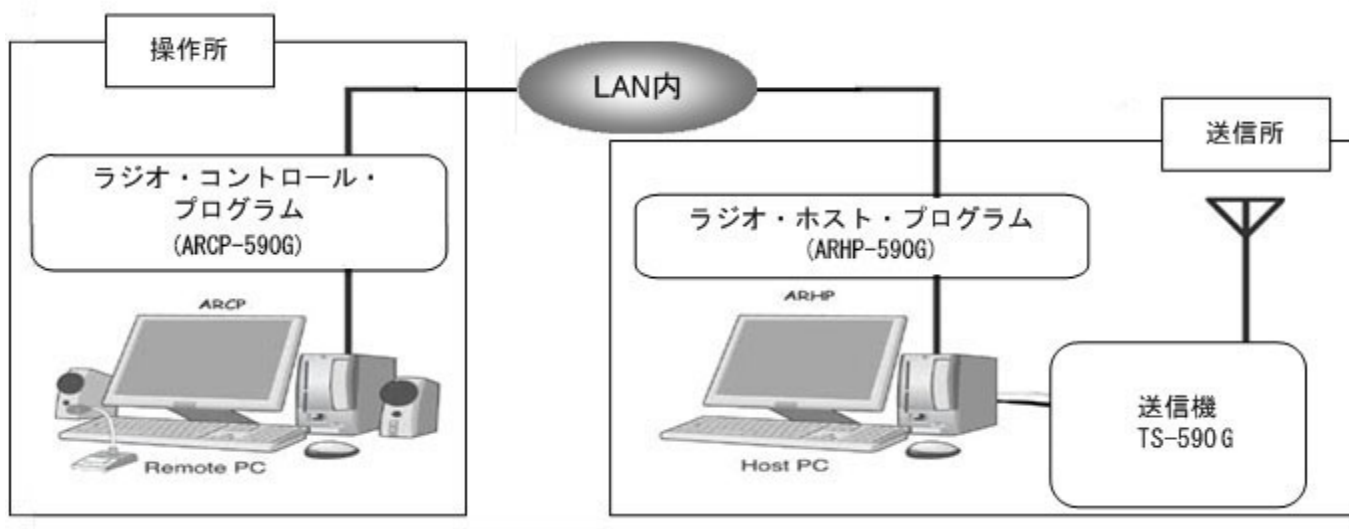 操作所
LAN内
送信所
ラジオ・コントロール・
プログラム
(ARCP-590G)
ラジオ・ホスト・プログラム
(ARHP-590G)
ARCP
ARHP
送信機
TS-590G
Remote PC
Host PC